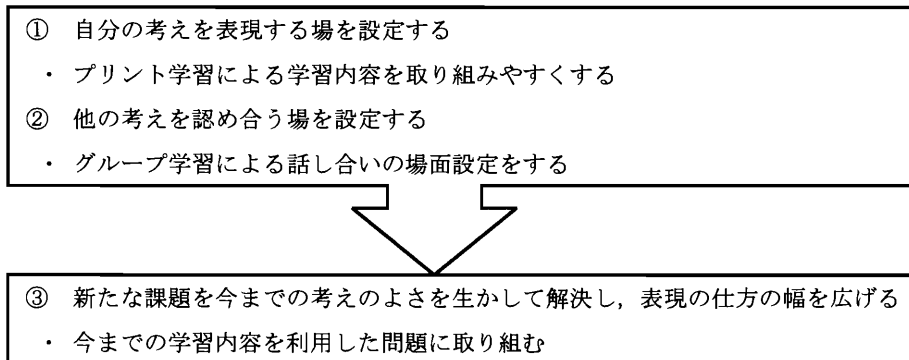 ① 自分の考えを表現する場を設定する
・ プリント学習による学習内容を取り組みやすくする
② 他の考えを認め合う場を設定する
・ グループ学習による話し合いの場面設定をする
③ 新たな課題を今までの考えのよさを生かして解決し，表現の仕方の幅を広げる
・ 今までの学習内容を利用した問題に取り組む